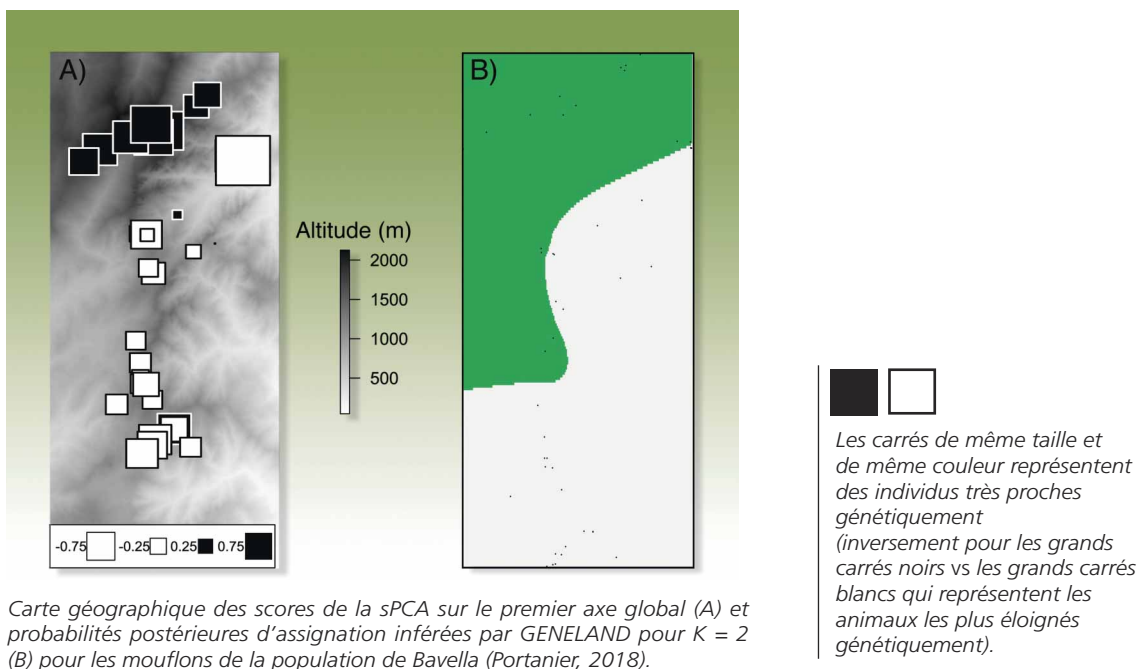 A)
B)
Altitude (m)
2000
1500
1000
500
-0.75 -0.25 0.25 0.75
Carte géographique des scores de la sPCA sur le premier axe global (A) et
probabilités postérieures d'assignation inférées par GENELAND pour K = 2
(B) pour les mouflons de la population de Bavella (Portanier, 2018).
Les carrés de même taille et
de même couleur représentent
des individus très proches
génétiquement
(inversement pour les grands
carrés noirs vs les grands carrés
blancs qui représentent les
animaux les plus éloignés
génétiquement).